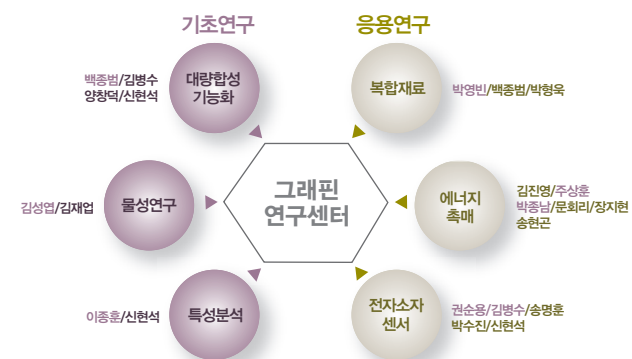 기초연구
응용연구
백종범/김병수
양창덕/신현석
대량합성
기능화
복합재료
박영빈/백종범/박형욱
김성엽/김재업
물성연구
그래핀
연구센터
에너지
촉매
김진영/주상훈
박종남/문회리/장지현
송현곤
이종훈/신현석
특성분석
전자소자
센서
권순용/김병수/송명훈
박수진/신현석